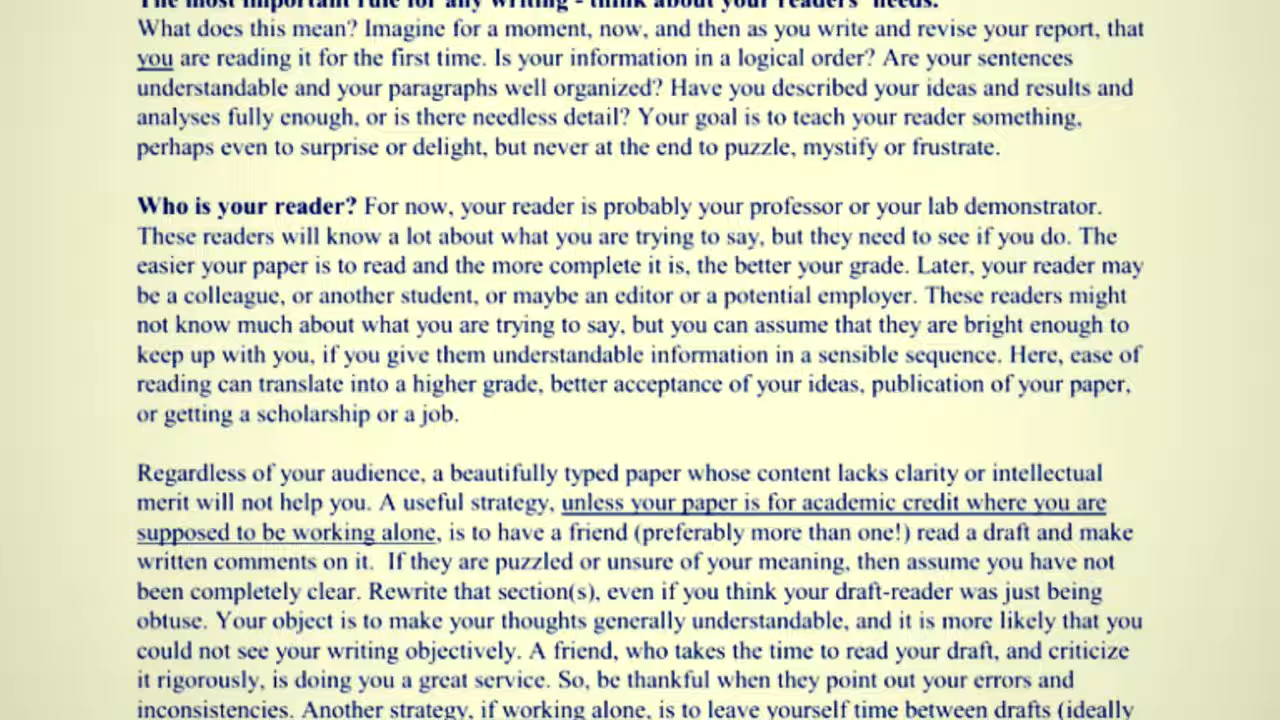 The most important rule for any writing - think about your readers' needs.
What does this mean? Imagine for a moment, now, and then as you write and revise your report, that
you are reading it for the first time. Is your information in a logical order? Are your sentences
understandable and your paragraphs well organized? Have you described your ideas and results and
analyses fully enough, or is there needless detail? Your goal is to teach your reader something,
perhaps even to surprise or delight, but never at the end to puzzle, mystify or frustrate.
Who is your reader? For now, your reader is probably your professor or your lab demonstrator.
These readers will know a lot about what you are trying to say, but they need to see if you do. The
easier your paper is to read and the more complete it is, the better your grade. Later, your reader may
be a colleague, or another student, or maybe an editor or a potential employer. These readers might
not know much about what you are trying to say, but you can assume that they are bright enough to
keep up with you, if you give them understandable information in a sensible sequence. Here, ease of
reading can translate into a higher grade, better acceptance of your ideas, publication of your paper,
or getting a scholarship or a job.
Regardless of your audience, a beautifully typed paper whose content lacks clarity or intellectual
merit will not help you. A useful strategy, unless your paper is for academic credit where you are
supposed to be working alone, is to have a friend (preferably more than one!) read a draft and make
written comments on it.  If they are puzzled or unsure of your meaning, then assume you have not
been completely clear. Rewrite that section(s), even if you think your draft-reader was just being
obtuse. Your object is to make your thoughts generally understandable, and it is more likely that you
could not see your writing objectively. A friend, who takes the time to read your draft, and criticize
it rigorously, is doing you a great service. So, be thankful when they point out your errors and
inconsistencies. Another strategy, if working alone, is to leave yourself time between drafts (ideally